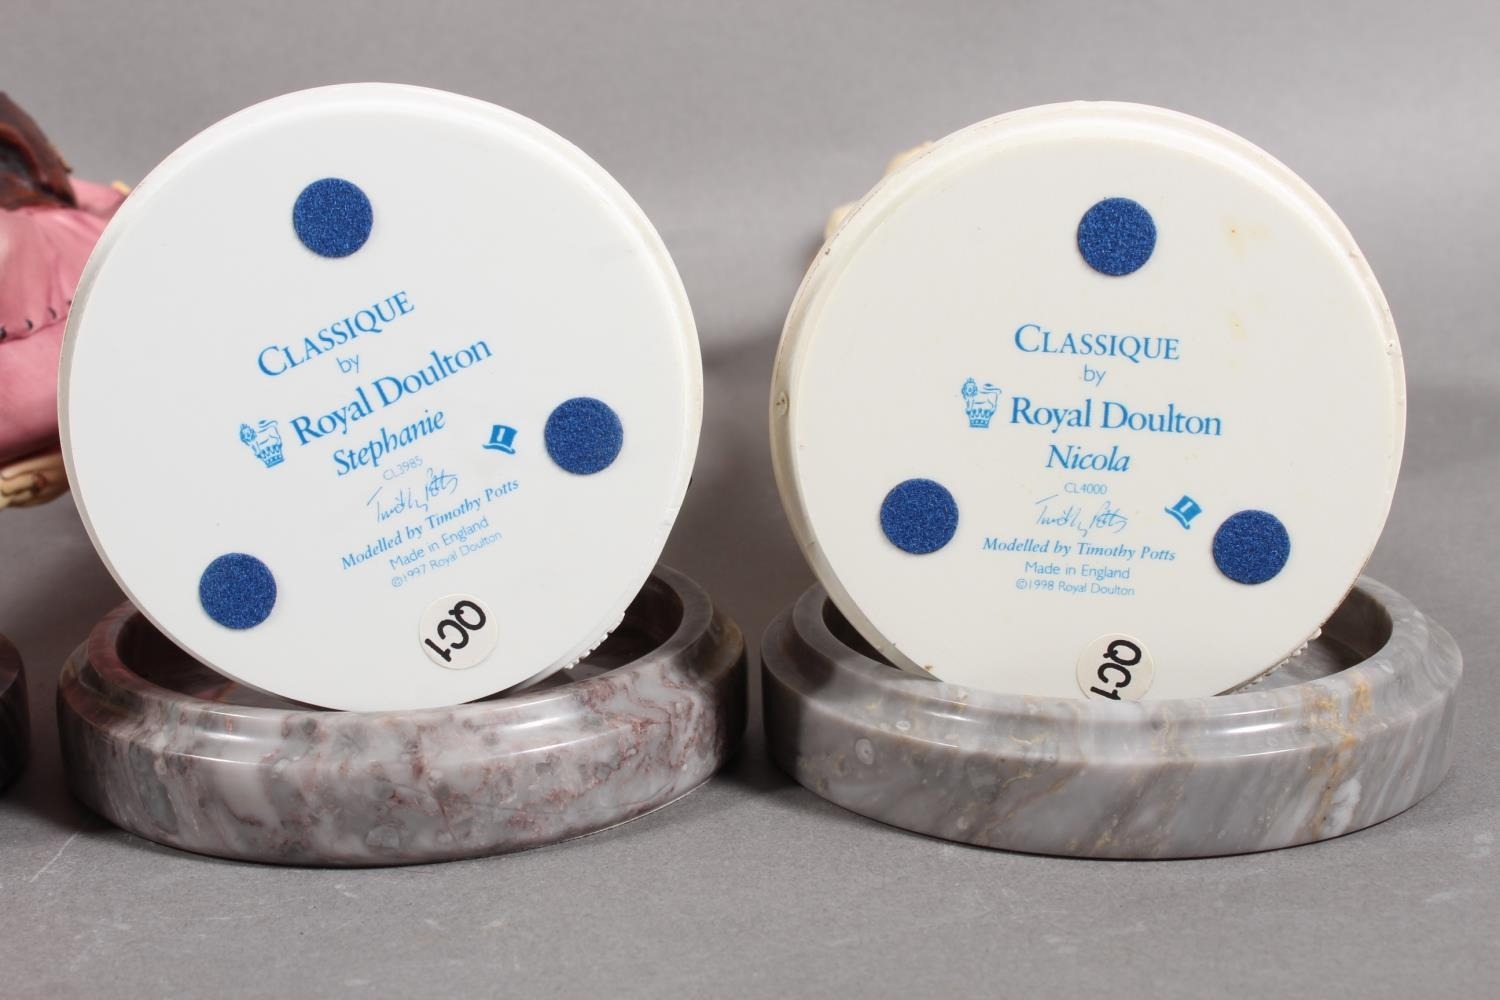 CLASSIQUE
by
Royal Doulton
Stephanie
CL3985
Timothy Potts
Modelled by Timothy Potts
Made in England
©1997 Royal Doulton
QC1
CLASSIQUE
by
Royal Doulton
Nicola
CL4000
Timothy Potts
Modelled by Timothy Potts
Made in England
©1998 Royal Doulton
QC1